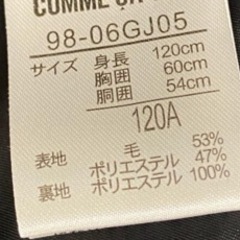 COMME
98-06GJ05
サイズ 身長 120cm
胸囲 60cm
胴囲 54cm
120A
表地 毛 53%
ポリエステル 47%
裏地 ポリエステル 100%